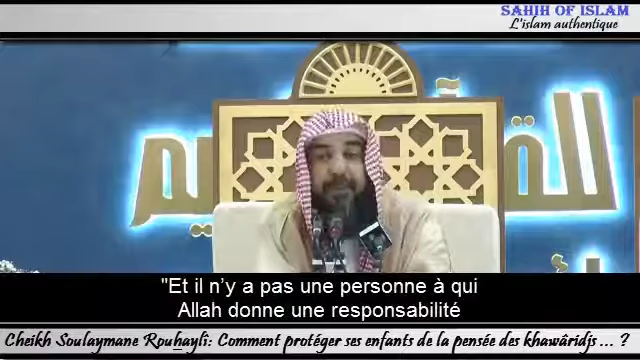 SAHIH OF ISLAM
L'islam authentique
"Et il n'y a pas une personne à qui
Allah donne une responsabilité
Cheikh Soulaymane Rouhayli: Comment protéger ses enfants de la pensée des khawâridjs ... ?